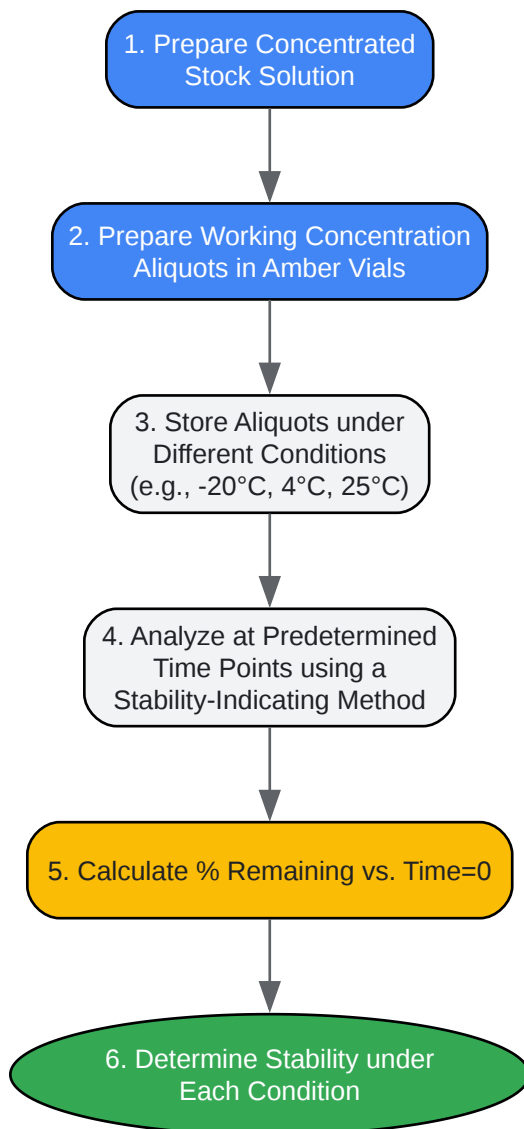 1. Prepare Concentrated
Stock Solution
2. Prepare Working Concentration
Aliquots in Amber Vials
3. Store Aliquots under
Different Conditions
(e.g., -20°C, 4°C, 25°C)
4. Analyze at Predetermined
Time Points using a
Stability-Indicating Method
5. Calculate % Remaining vs. Time=0
6. Determine Stability under
Each Condition